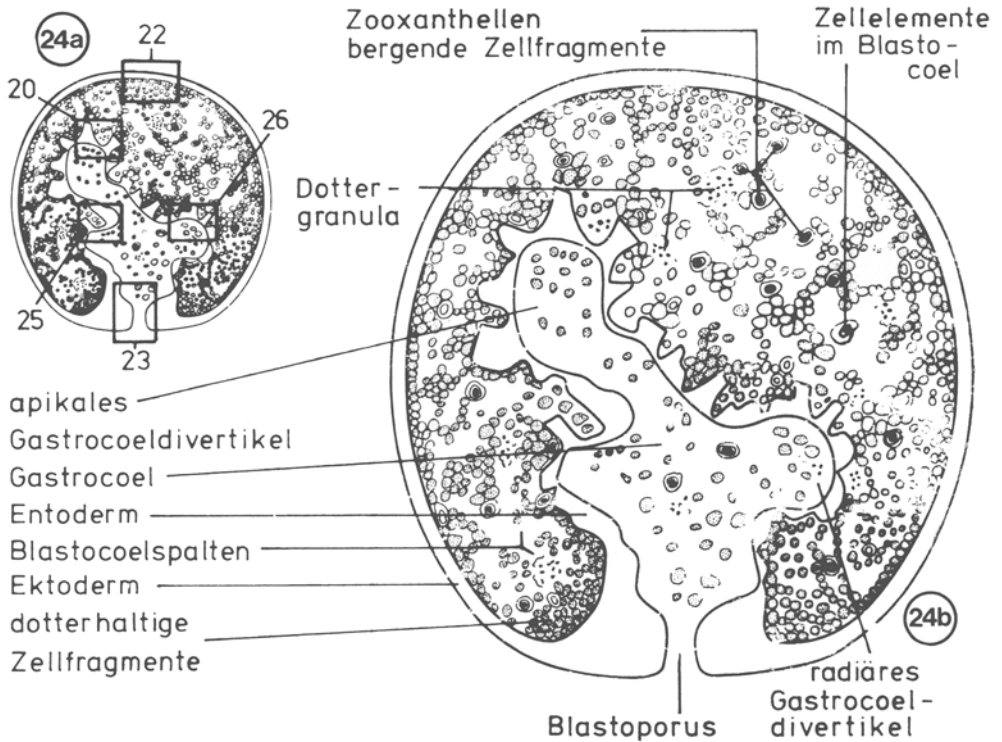 24a
22
20
26
25
23
Zooxanthellen
bergende Zellfragmente
Zellelemente
im Blasto-
coel
Dotter-
granula
apikales
Gastrocoeldivertikel
Gastrocoel
Entoderm
Blastocoelspalten
Ektoderm
dotterhaltige
Zellfragmente
24b
radiäres
Gastrocoel-
divertikel
Blastoporus